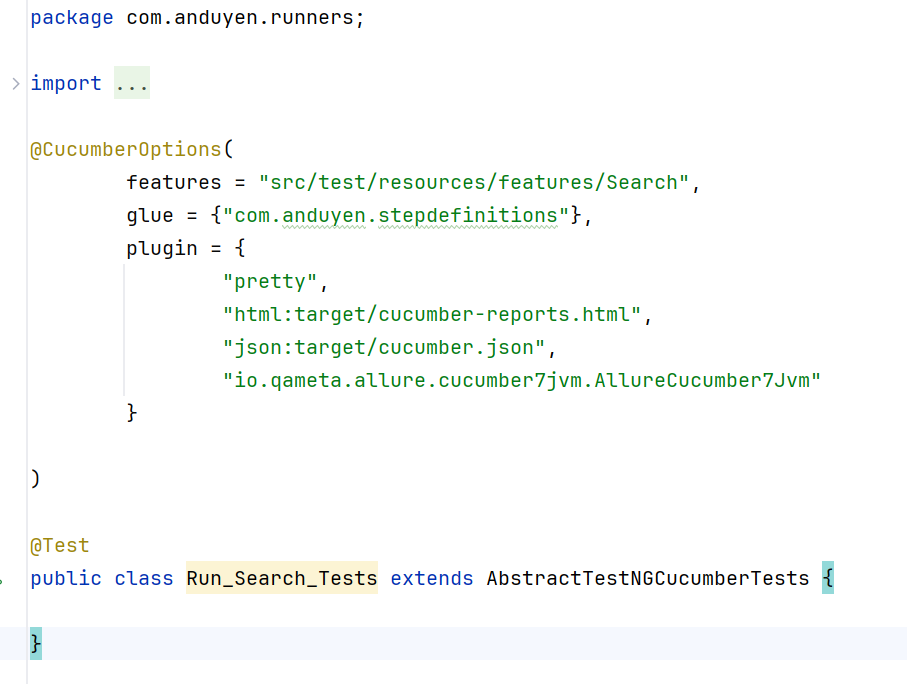 package com.anduyen.runners;
import ...
@CucumberOptions(
features = "src/test/resources/features/Search",
glue = {"com.anduyen.stepdefinitions"},
plugin = {
"pretty",
"html:target/cucumber-reports.html",
"json:target/cucumber.json",
"io.qameta.allure.cucumber7jvm.AllureCucumber7Jvm"
}
)
@Test
public class Run_Search_Tests extends AbstractTestNGCucumberTests {
}